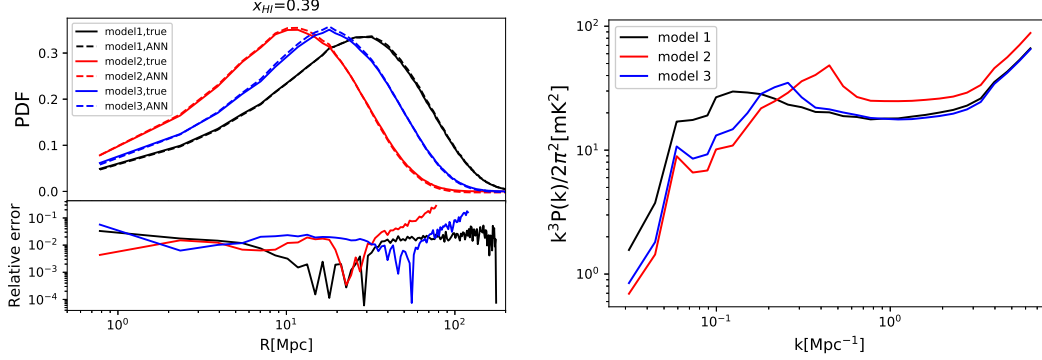 x_{HI}=0.39
PDF
0.3
0.2
0.1
0.0
model1,true
model1,ANN
model2,true
model2,ANN
model3,true
model3,ANN
Relative error
10^{-1}
10^{-2}
10^{-3}
10^{-4}
10^0
10^1
10^2
R[Mpc]
k^3P(k)/2π^2[mK^2]
10^2
10^1
10^0
model 1
model 2
model 3
10^{-1}
10^0
k[Mpc^{-1}]